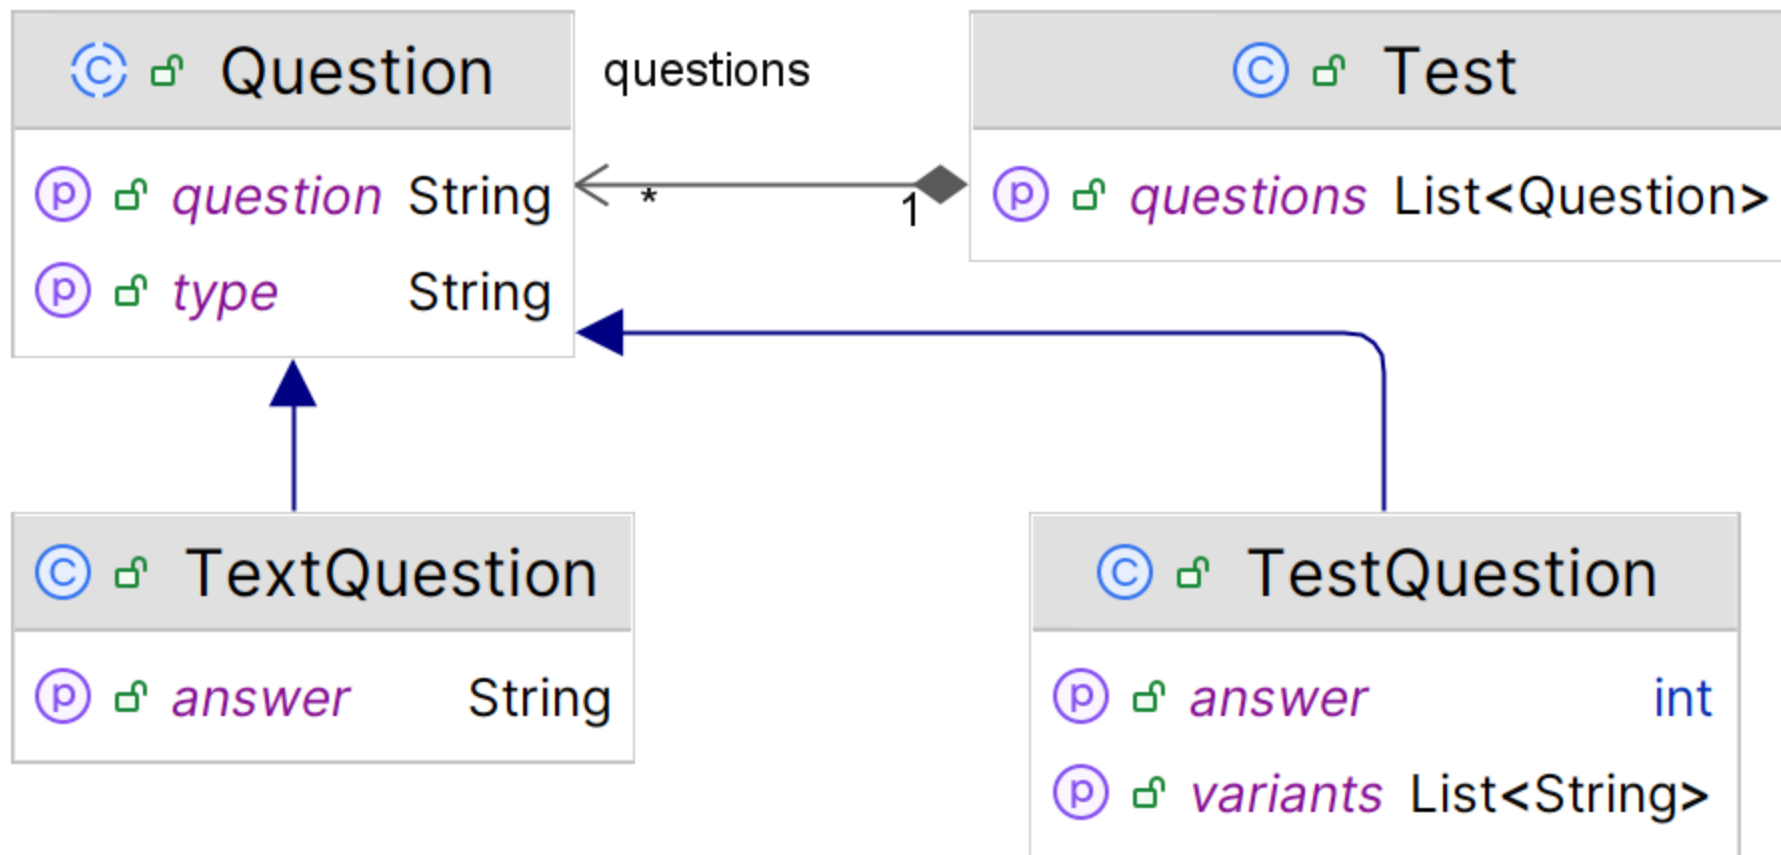 Question
question String
type String
questions
* 1
Test
questions List<Question>
TextQuestion
answer String
TestQuestion
answer int
variants List<String>